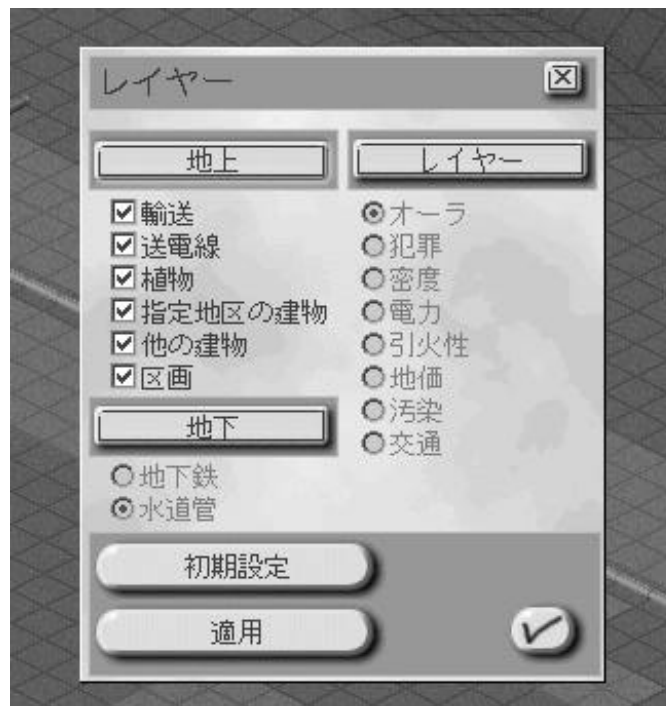 レイヤー
地上
輸送
送電線
植物
指定地区の建物
他の建物
区画
地下
地下鉄
水道管
レイヤー
オーラ
犯罪
密度
電力
引火性
地価
汚染
交通
初期設定
適用